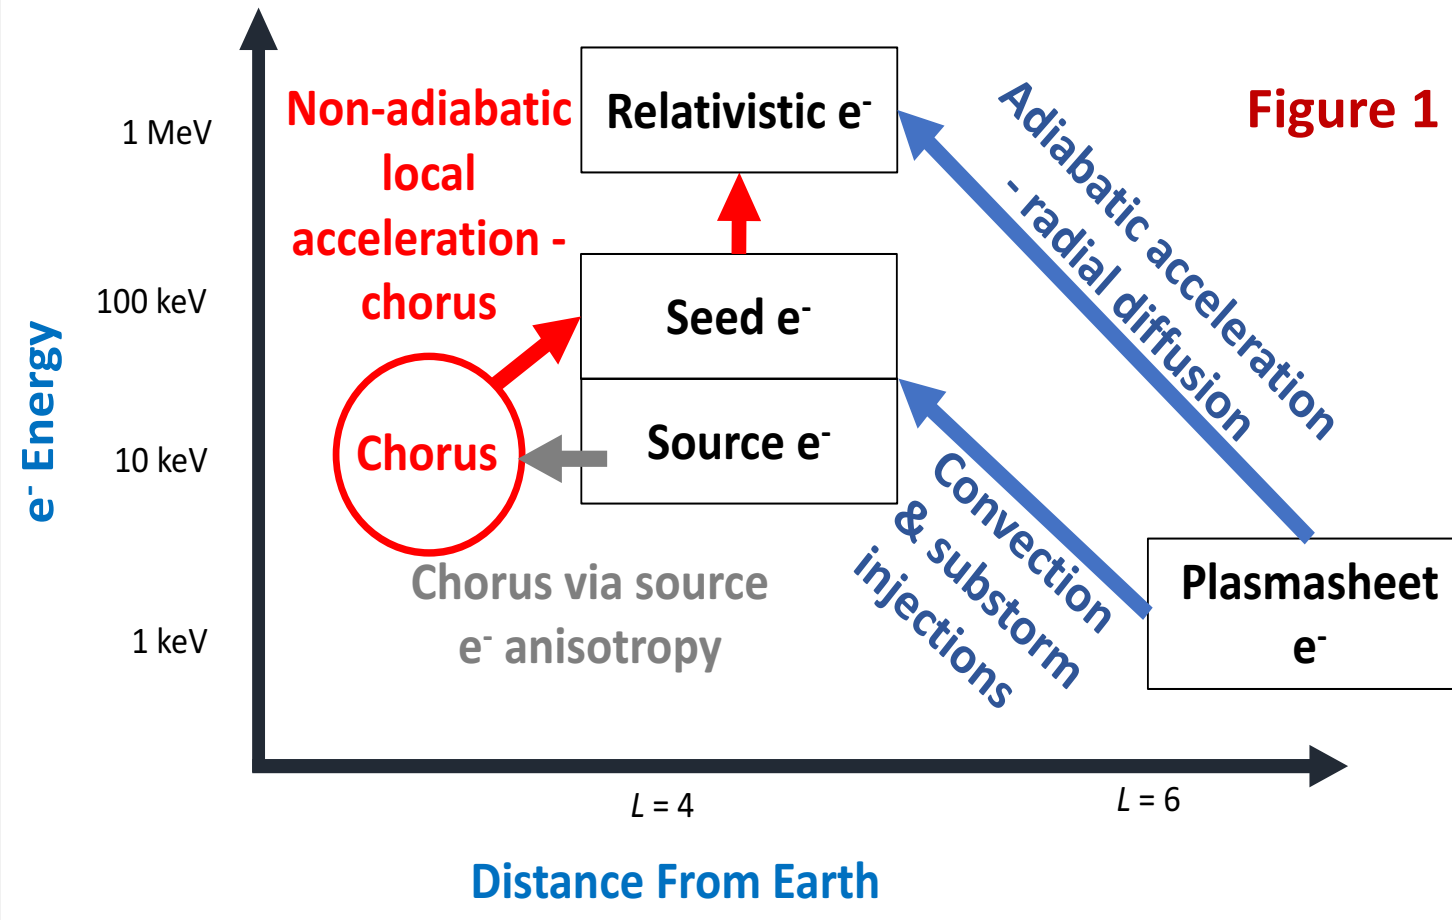 Figure 1
e⁻ Energy
1 MeV
100 keV
10 keV
1 keV
Non-adiabatic
local
acceleration -
chorus
Relativistic e⁻
Seed e⁻
Source e⁻
Chorus
Chorus via source
e⁻ anisotropy
Adiabatic acceleration
- radial diffusion
Convection
& substorm
injections
Plasmasheet
e⁻
L = 4
L = 6
Distance From Earth